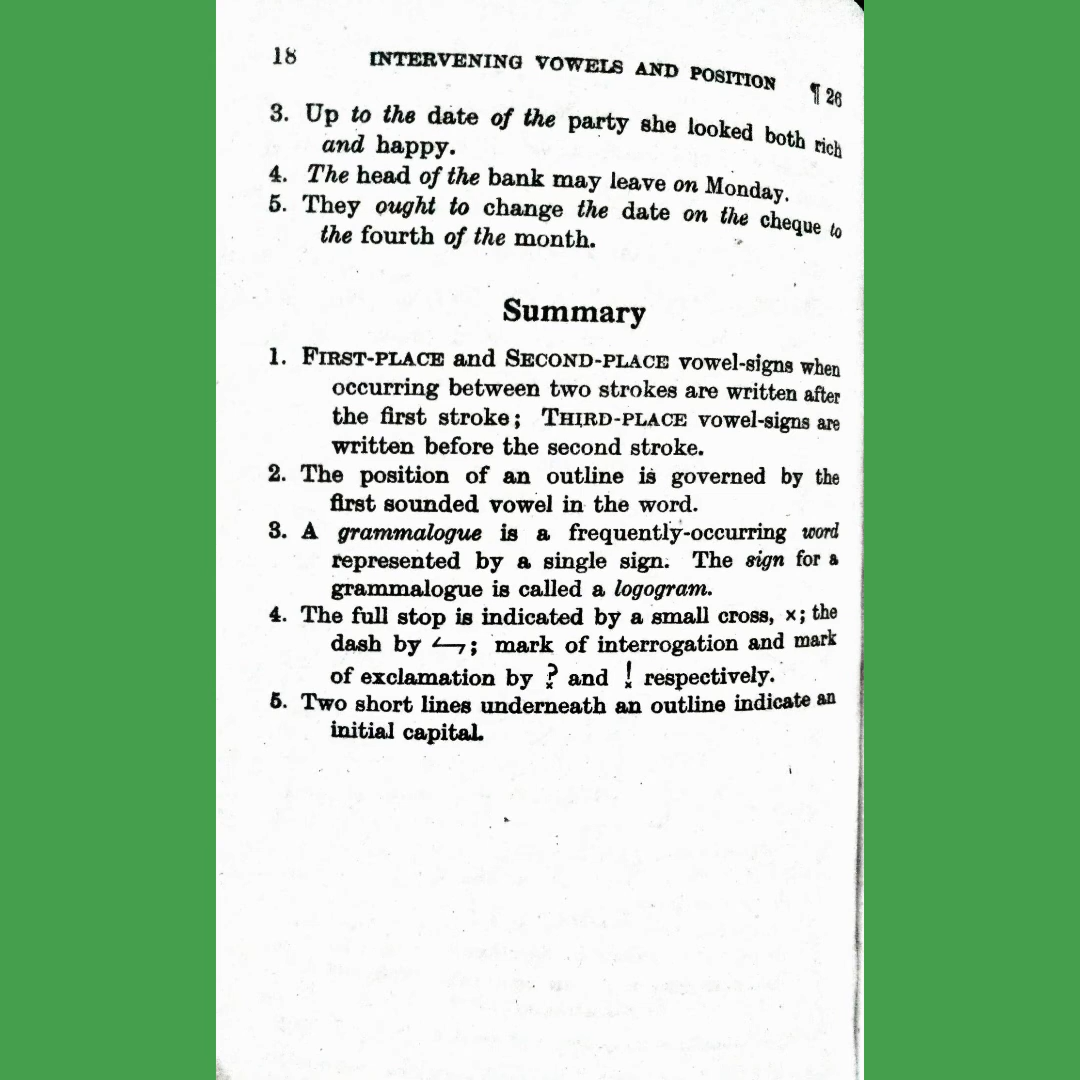 18 INTERVENING VOWELS AND POSITION ¶ 26
3. Up to the date of the party she looked both rich
and happy.
4. The head of the bank may leave on Monday.
5. They ought to change the date on the cheque to
the fourth of the month.
Summary
1. FIRST-PLACE and SECOND-PLACE vowel-signs when
occurring between two strokes are written after
the first stroke; THIRD-PLACE vowel-signs are
written before the second stroke.
2. The position of an outline is governed by the
first sounded vowel in the word.
3. A grammalogue is a frequently-occurring word
represented by a single sign. The sign for a
grammalogue is called a logogram.
4. The full stop is indicated by a small cross, ×; the
dash by ; mark of interrogation and mark
of exclamation by ? and ! respectively.
5. Two short lines underneath an outline indicate an
initial capital.